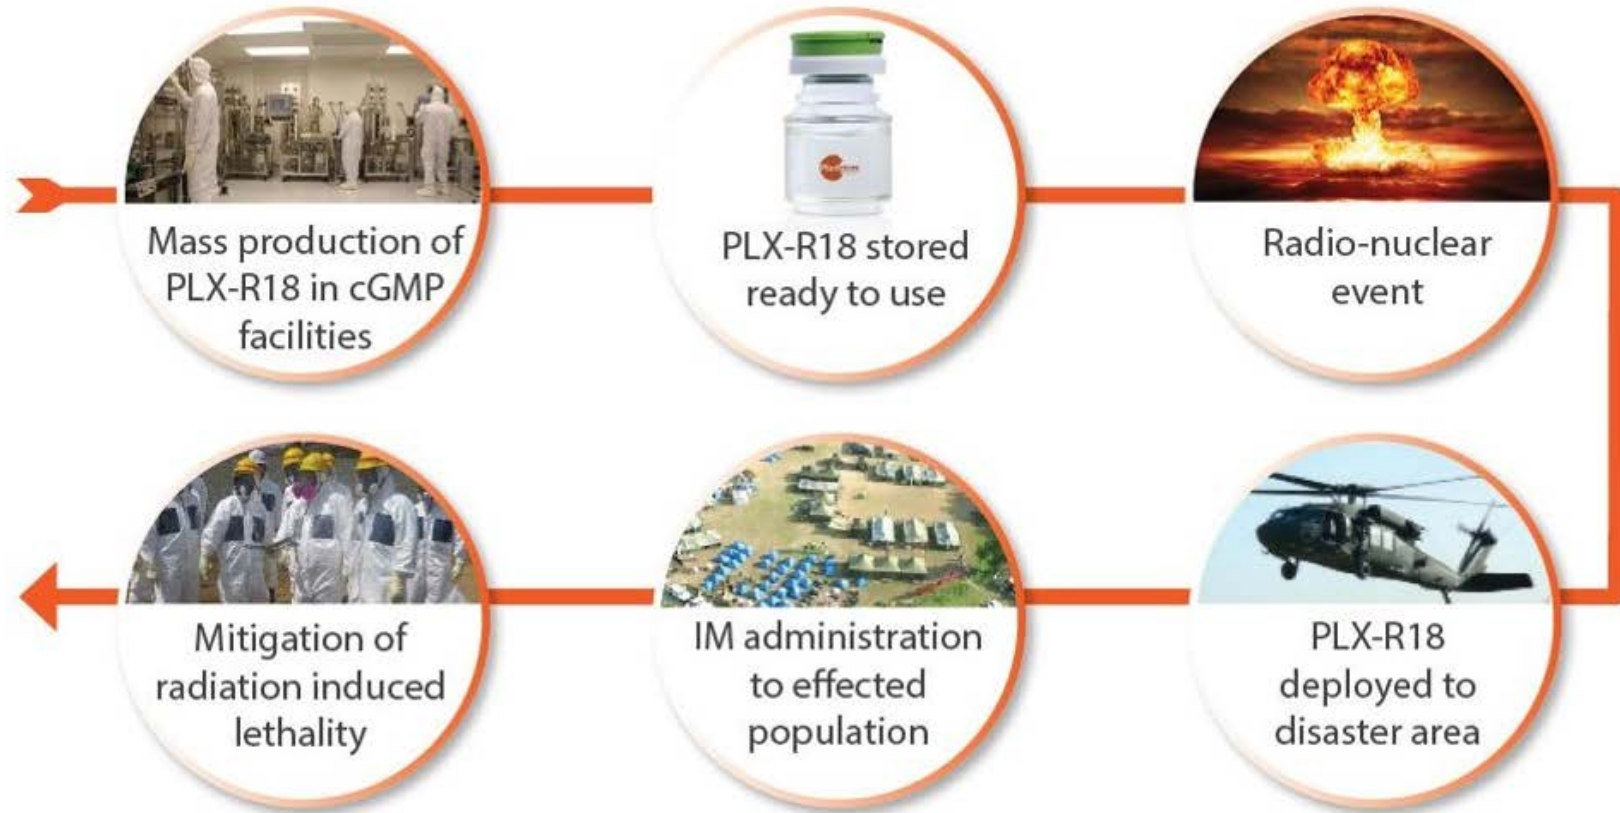 Mass production of
PLX-R18 in cGMP
facilities
PLX-R18 stored
ready to use
Radio-nuclear
event
PLX-R18
deployed to
disaster area
IM administration
to effected
population
Mitigation of
radiation induced
lethality